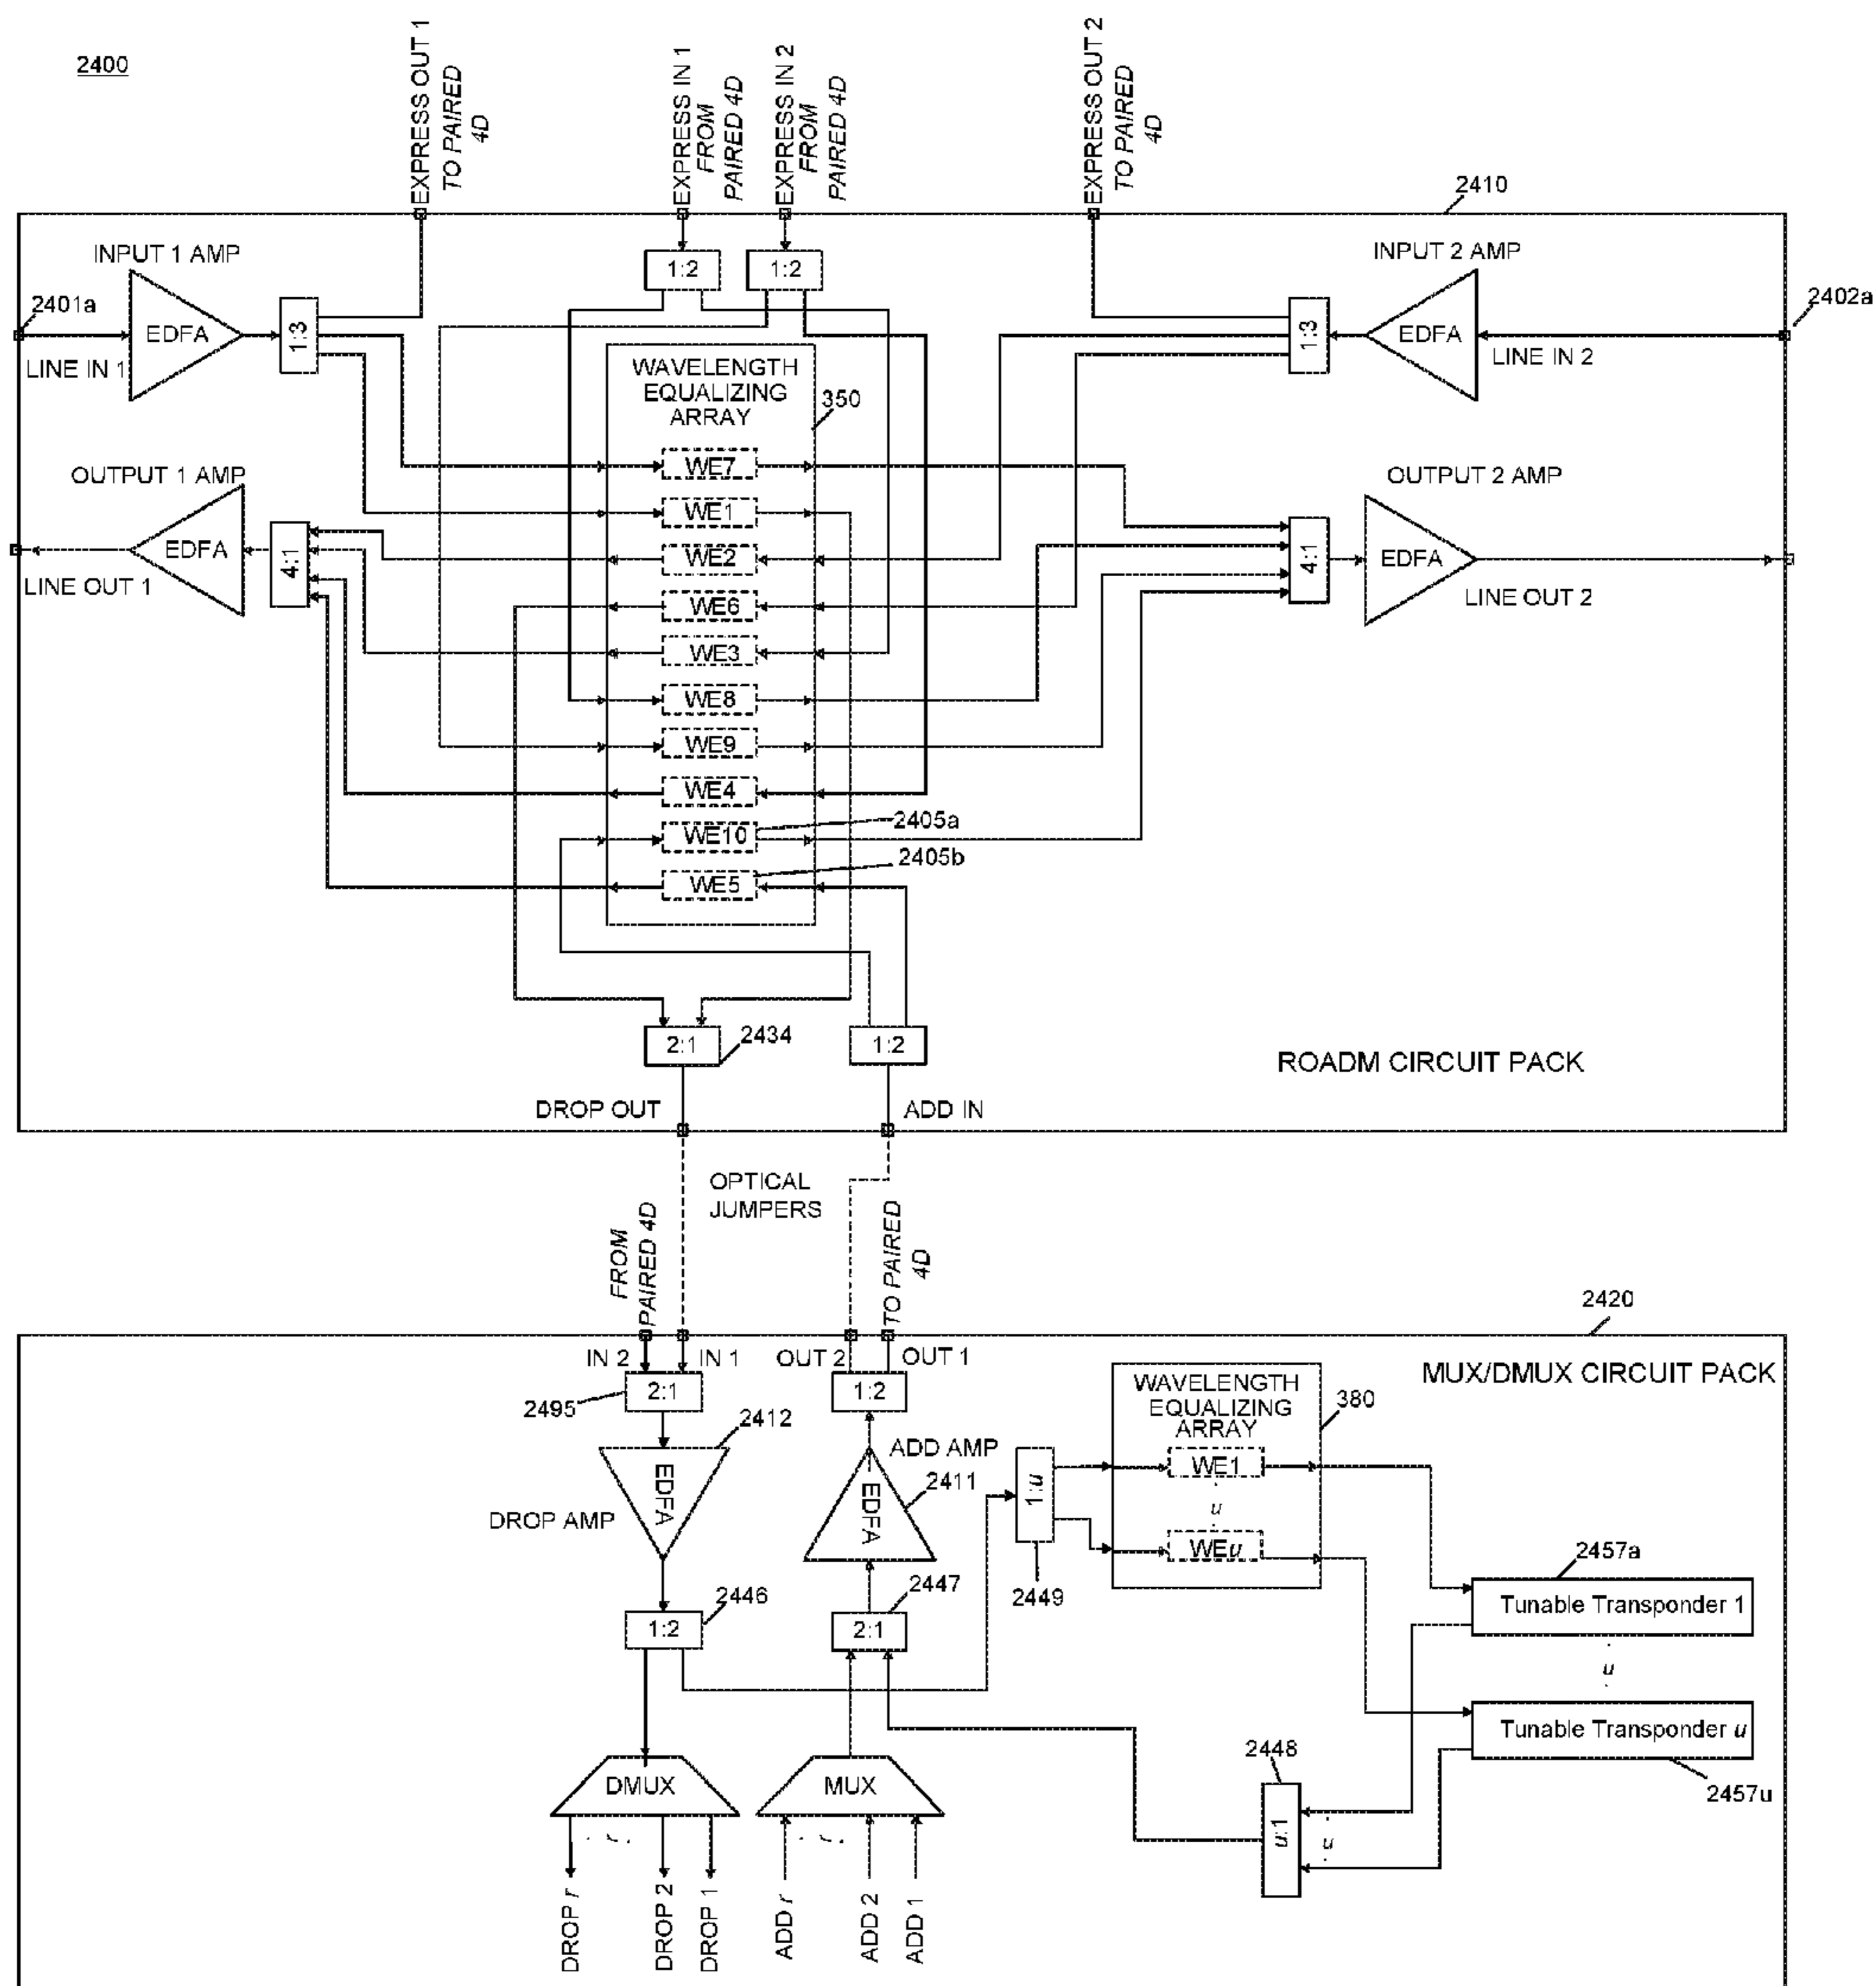 2400
EXPRESS OUT 1
TO PAIRED
4D
EXPRESS IN 1
FROM
PAIRED 4D
EXPRESS IN 2
FROM
PAIRED 4D
EXPRESS OUT 2
TO PAIRED
4D
2410
INPUT 1 AMP
INPUT 2 AMP
1:2
1:2
2401a
2402a
EDFA
1:3
1:3
EDFA
LINE IN 1
LINE IN 2
WAVELENGTH
EQUALIZING
ARRAY
350
WE7
OUTPUT 1 AMP
OUTPUT 2 AMP
WE1
EDFA
4:1
WE2
4:1
EDFA
LINE OUT 1
LINE OUT 2
WE6
WE3
WE8
WE9
WE4
WE10
2405a
WE5
2405b
2:1
2434
1:2
ROADM CIRCUIT PACK
DROP OUT
ADD IN
OPTICAL
JUMPERS
FROM
PAIRED 4D
TO PAIRED
4D
2420
IN 2
IN 1
OUT 2
OUT 1
MUX/DMUX CIRCUIT PACK
2495
2:1
1:2
WAVELENGTH
EQUALIZING
ARRAY
380
2412
ADD AMP
EDFA
EDFA
2411
DROP AMP
1:u
WE1
u
WEu
2449
2457a
2446
1:2
2447
2:1
Tunable Transponder 1
u
Tunable Transponder u
2457u
2448
DMUX
MUX
u:1
u
r
r
DROP r
DROP 2
DROP 1
ADD r
ADD 2
ADD 1